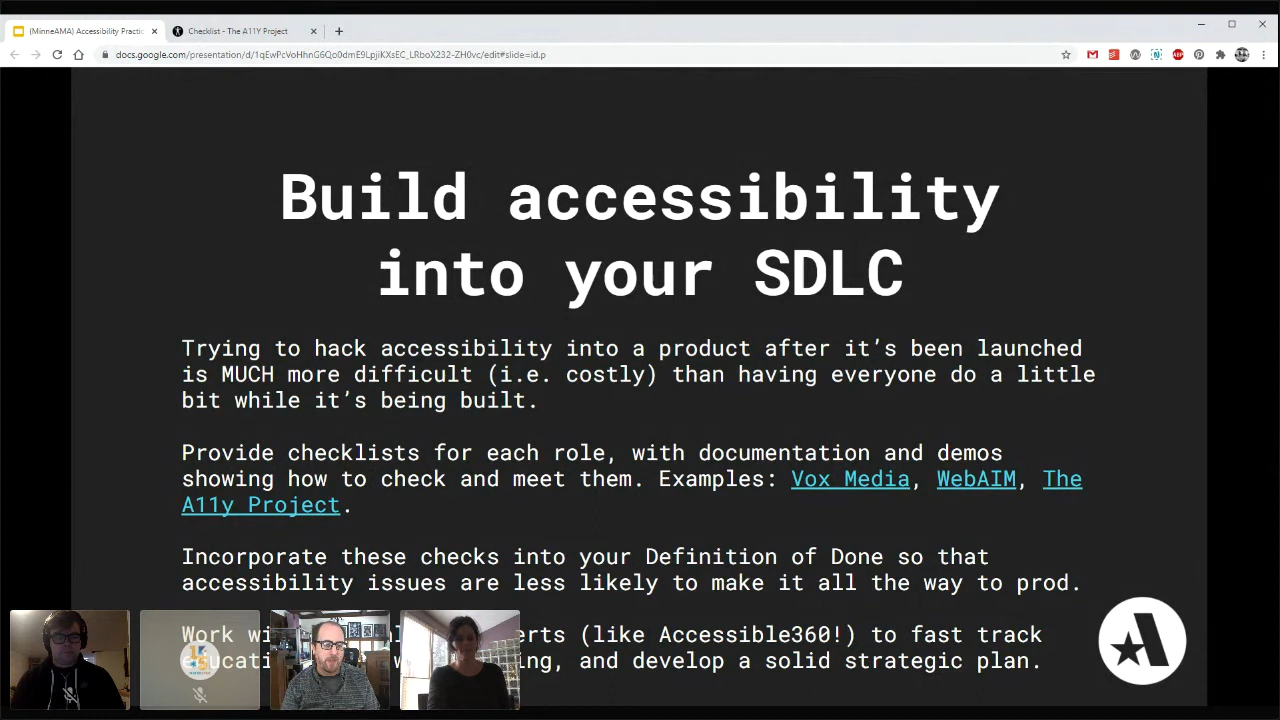 (MinneAMA) Accessibility Practic
Checklist - The A11Y Project
docs.google.com/presentation/d/1qEwPcVoHhnG6Qo0dmE9LpjiKXsEC_LRboX232-ZH0vc/edit#slide=id.p
Build accessibility
into your SDLC
Trying to hack accessibility into a product after it’s been launched
is MUCH more difficult (i.e. costly) than having everyone do a little
bit while it’s being built.
Provide checklists for each role, with documentation and demos
showing how to check and meet them. Examples: Vox Media, WebAIM, The
A11y Project.
Incorporate these checks into your Definition of Done so that
accessibility issues are less likely to make it all the way to prod.
Work (like Accessible360!) to fast track
and develop a solid strategic plan.